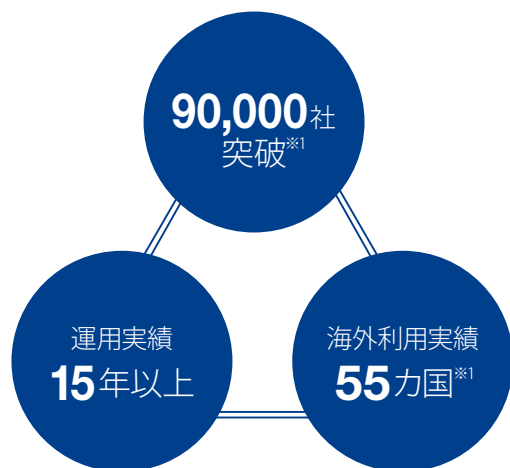 90,000社
突破※1
運用実績
15年以上
海外利用実績
55カ国※1